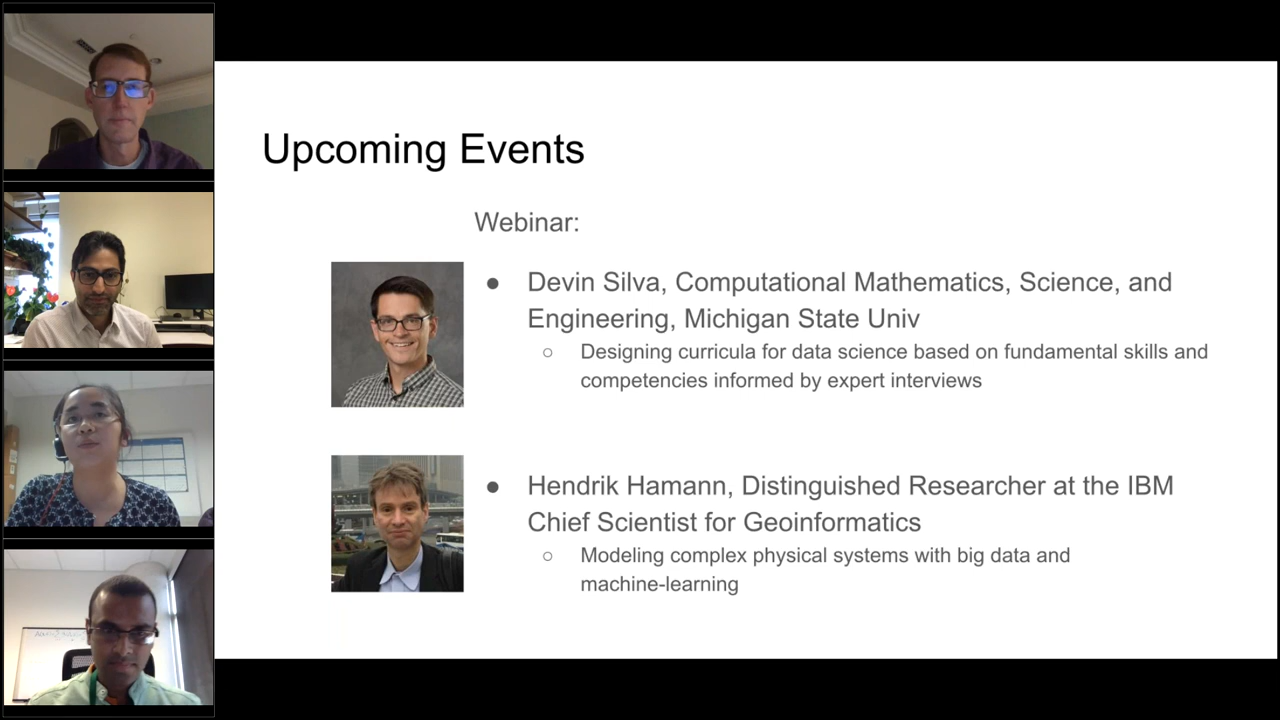 Upcoming Events
Webinar:
● Devin Silva, Computational Mathematics, Science, and
Engineering, Michigan State Univ
○ Designing curricula for data science based on fundamental skills and
competencies informed by expert interviews
● Hendrik Hamann, Distinguished Researcher at the IBM
Chief Scientist for Geoinformatics
○ Modeling complex physical systems with big data and
machine-learning